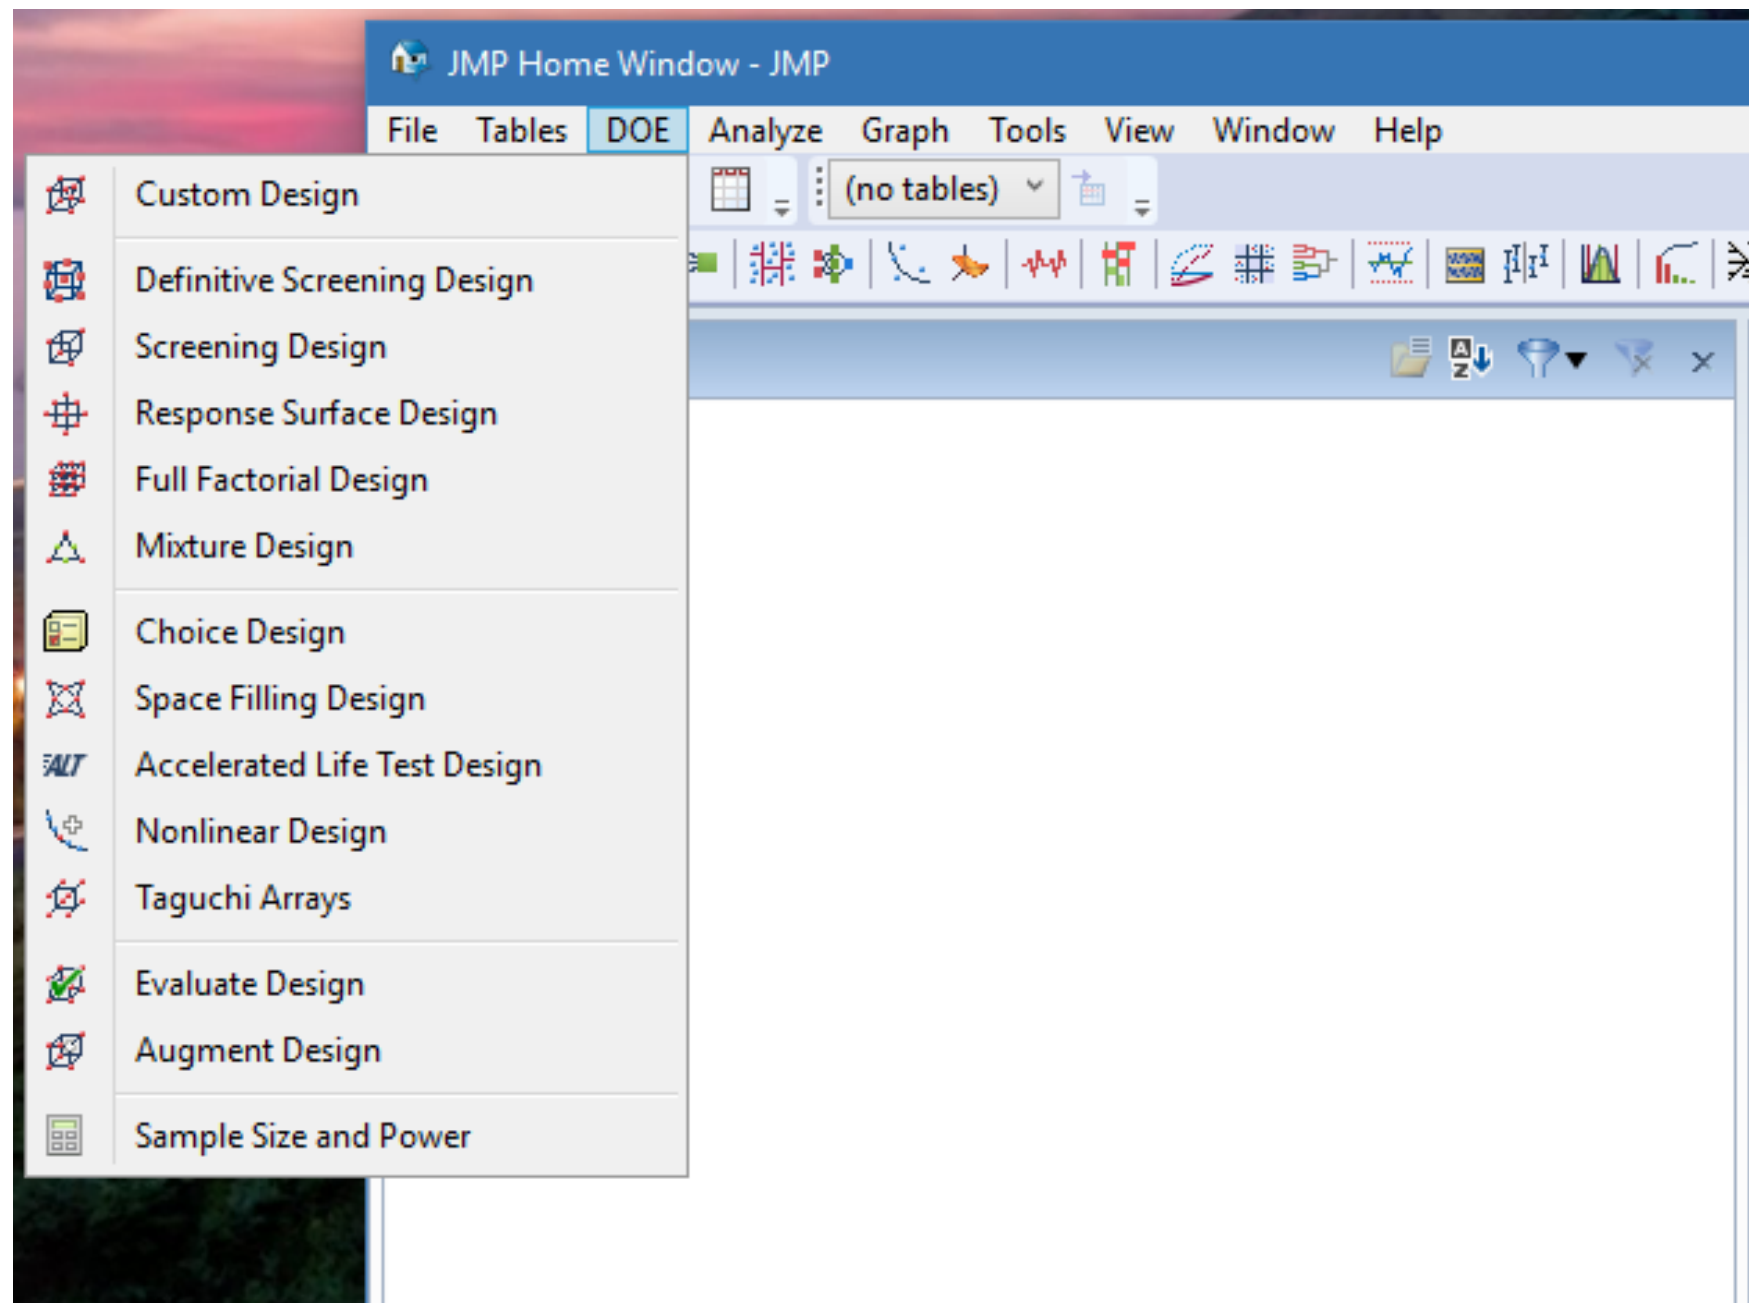 JMP Home Window - JMP
File Tables DOE Analyze Graph Tools View Window Help
(no tables)
Custom Design
Definitive Screening Design
Screening Design
Response Surface Design
Full Factorial Design
Mixture Design
Choice Design
Space Filling Design
ALT Accelerated Life Test Design
Nonlinear Design
Taguchi Arrays
Evaluate Design
Augment Design
Sample Size and Power
A
Z